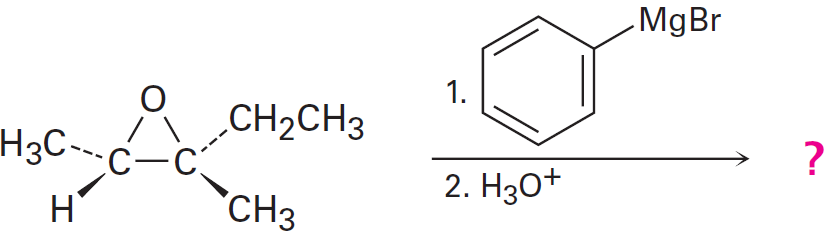 MgBr
1.
O
H₃C
C
C
CH₂CH₃
H
CH₃
2. H₃O⁺
?